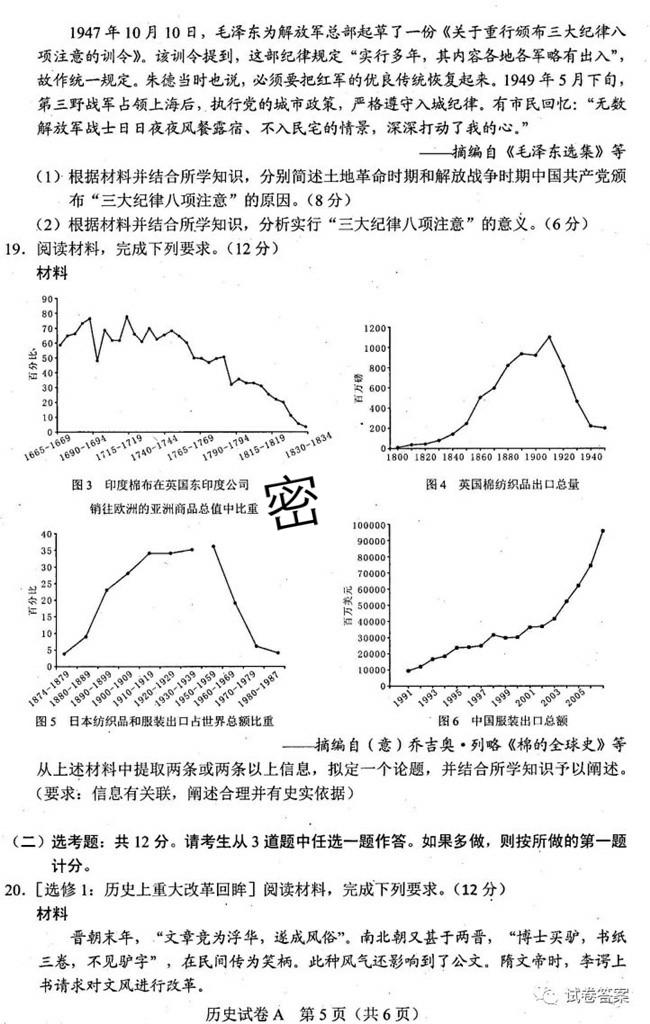 1947年10月10日，毛泽东为解放军总部起草了一份《关于重行颁布三大纪律八
项注意的训令》。该训令提到，这部纪律规定“实行多年，其内容各地各军略有出入”，
故作统一规定。朱德当时也说，必须要把红军的优良传统恢复起来。1949年5月下旬，
第三野战军占领上海后，执行党的城市政策，严格遵守入城纪律。有市民回忆：“无数
解放军战士日日夜夜风餐露宿、不入民宅的情景，深深打动了我的心。”
——摘编自《毛泽东选集》等
（1）根据材料并结合所学知识，分别简述土地革命时期和解放战争时期中国共产党颁
布“三大纪律八项注意”的原因。（8分）
（2）根据材料并结合所学知识，分析实行“三大纪律八项注意”的意义。（6分）
19．阅读材料，完成下列要求。（12分）
材料
90
80
70
60
50
40
30
20
10
0
百分比
1665-1669
1690-1694
1715-1719
1740-1744
1765-1769
1790-1794
1815-1819
1830-1834
图3 印度棉布在英国东印度公司
销往欧洲的亚洲商品总值中比重
1200
1000
800
600
400
200
0
百万磅
1800 1820 1840 1860 1880 1900 1920 1940
图4 英国棉纺织品出口总量
密
40
35
30
25
20
15
10
5
0
百分比
1874-1879
1880-1889
1890-1899
1900-1909
1910-1919
1920-1929
1930-1939
1950-1959
1960-1969
1970-1979
1980-1987
图5 日本纺织品和服装出口占世界总额比重
100000
90000
80000
70000
60000
50000
40000
30000
20000
10000
0
百万美元
1991
1993
1995
1997
1999
2001
2003
2005
图6 中国服装出口总额
——摘编自（意）乔吉奥·列略《棉的全球史》等
从上述材料中提取两条或两条以上信息，拟定一个论题，并结合所学知识予以阐述。
（要求：信息有关联，阐述合理并有史实依据）
（二）选考题：共12分。请考生从3道题中任选一题作答。如果多做，则按所做的第一题
计分。
20．［选修1：历史上重大改革回眸］阅读材料，完成下列要求。（12分）
材料
晋朝末年，“文章竞为浮华，遂成风俗”。南北朝又甚于两晋，“博士买驴，书纸
三卷，不见驴字”，在民间传为笑柄。此种风气还影响到了公文。隋文帝时，李谔上
书请求对文风进行改革。
历史试卷A 第5页（共6页）
试卷答案